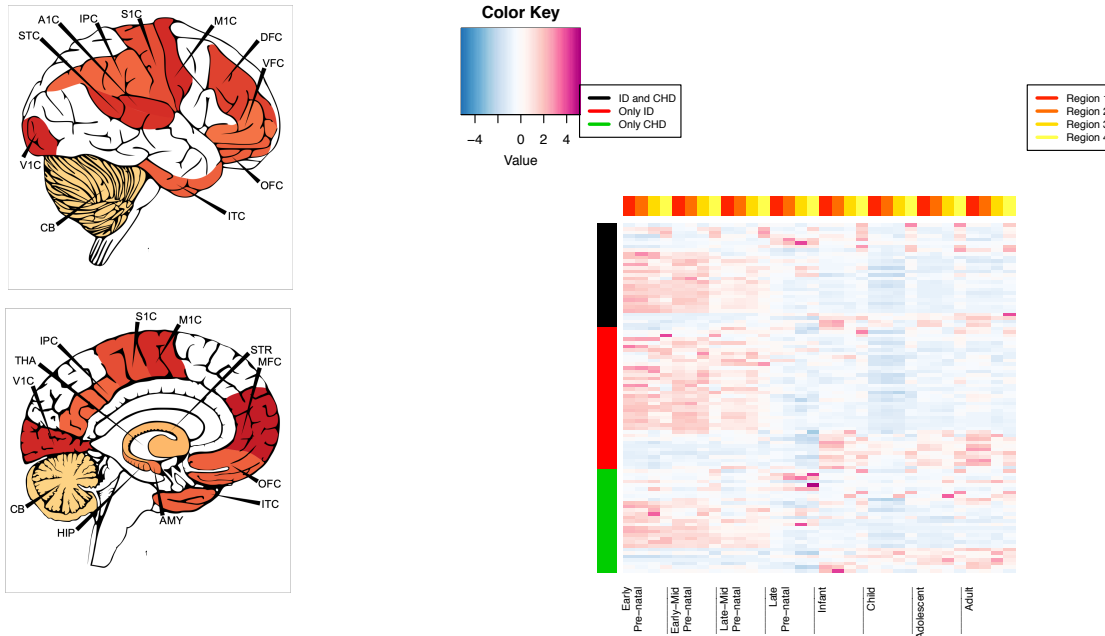 A1C
IPC
S1C
M1C
STC
DFC
VFC
V1C
OFC
ITC
CB
S1C
M1C
IPC
THA
STR
MFC
V1C
OFC
CB
ITC
HIP
AMY
Color Key
−4
0
2
4
Value
ID and CHD
Only ID
Only CHD
Region
Region 2
Region 3
Region 4
Early
Pre−natal
Early−Mid
Pre−natal
Late−Mid
Pre−natal
Late
Pre−natal
Infant
Child
Adolescent
Adult